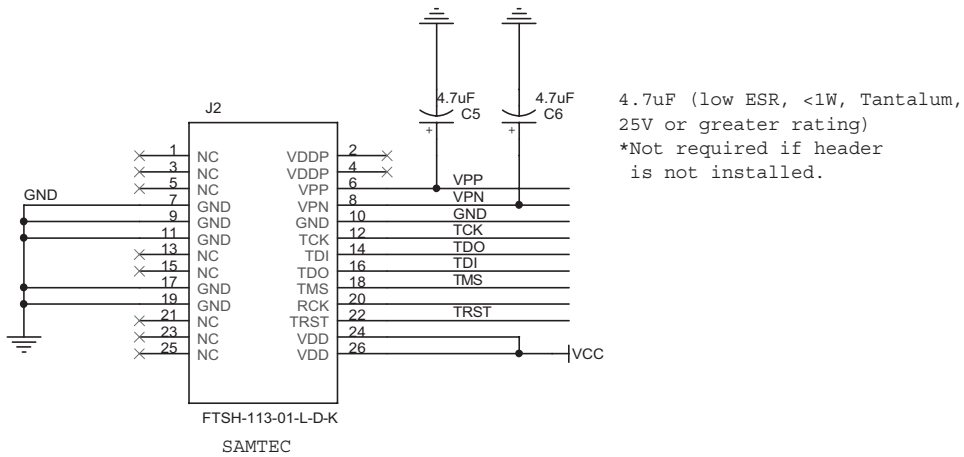 4.7uF
C5
4.7uF
C6
4.7uF (low ESR, <1W, Tantalum,
25V or greater rating)
*Not required if header
is not installed.
J2
+
+
1 NC VDDP 2
3 NC VDDP 4
5 NC VPP 6 VPP
GND 7 GND VPN 8 VPN
9 GND GND 10 GND
11 GND TCK 12 TCK
13 NC TDI 14 TDO
15 NC TDO 16 TDI
17 GND TMS 18 TMS
19 GND RCK 20
21 NC TRST 22 TRST
23 NC VDD 24
25 NC VDD 26 VCC
FTSH-113-01-L-D-K
SAMTEC